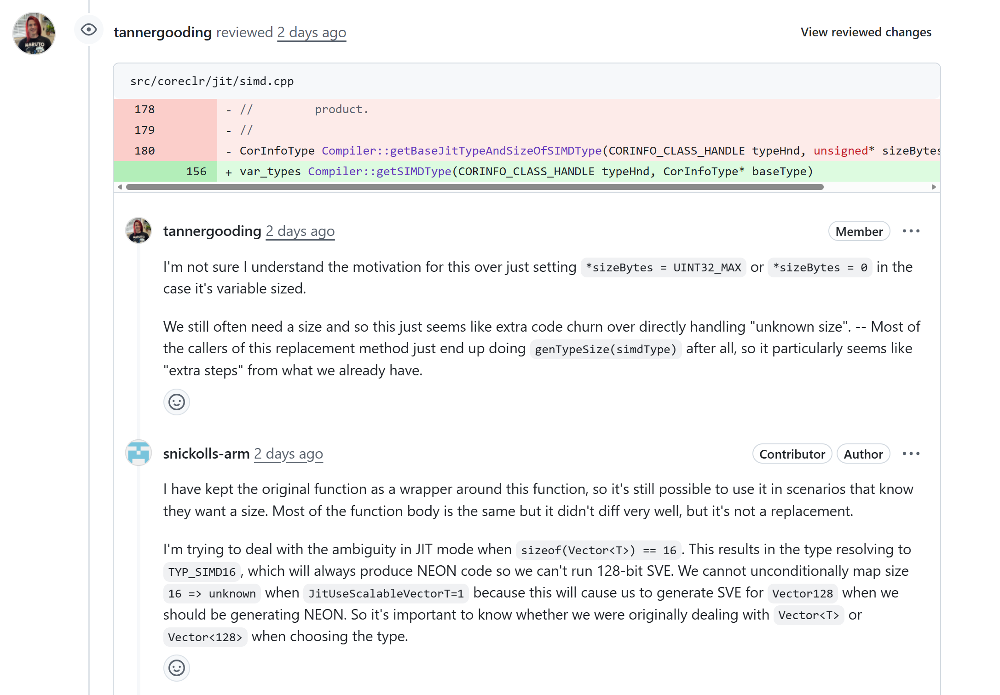 tannergooding reviewed 2 days ago
View reviewed changes
src/coreclr/jit/simd.cpp
178 - // product.
179 - //
180 - CorInfoType Compiler::getBaseJitTypeAndSizeOfSIMDType(CORINFO_CLASS_HANDLE typeHnd, unsigned* sizeBytes
156 + var_types Compiler::getSIMDType(CORINFO_CLASS_HANDLE typeHnd, CorInfoType* baseType)
tannergooding 2 days ago
Member
I'm not sure I understand the motivation for this over just setting *sizeBytes = UINT32_MAX or *sizeBytes = 0 in the
case it's variable sized.
We still often need a size and so this just seems like extra code churn over directly handling "unknown size". -- Most of
the callers of this replacement method just end up doing genTypeSize(simdType) after all, so it particularly seems like
"extra steps" from what we already have.
snickolls-arm 2 days ago
Contributor Author
I have kept the original function as a wrapper around this function, so it's still possible to use it in scenarios that know
they want a size. Most of the function body is the same but it didn't diff very well, but it's not a replacement.
I'm trying to deal with the ambiguity in JIT mode when sizeof(Vector<T>) == 16. This results in the type resolving to
TYP_SIMD16, which will always produce NEON code so we can't run 128-bit SVE. We cannot unconditionally map size
16 => unknown when JitUseScalableVectorT=1 because this will cause us to generate SVE for Vector128 when we
should be generating NEON. So it's important to know whether we were originally dealing with Vector<T> or
Vector<128> when choosing the type.